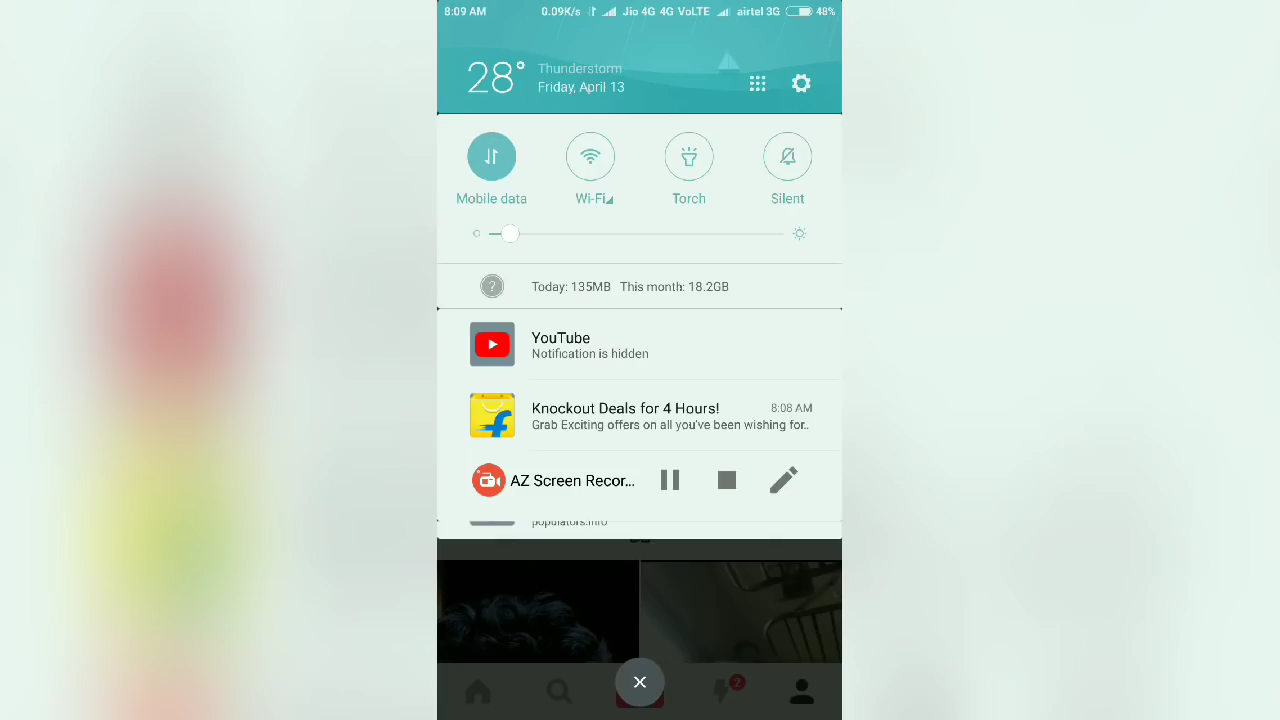 8:09 AM 0.09K/s Jio 4G 4G VoLTE airtel 3G 48%
28° Thunderstorm
Friday, April 13
Mobile data Wi-Fi Torch Silent
? Today: 135MB This month: 18.2GB
YouTube
Notification is hidden
Knockout Deals for 4 Hours! 8:08 AM
Grab Exciting offers on all you've been wishing for..
AZ Screen Recor...
populators.info
2